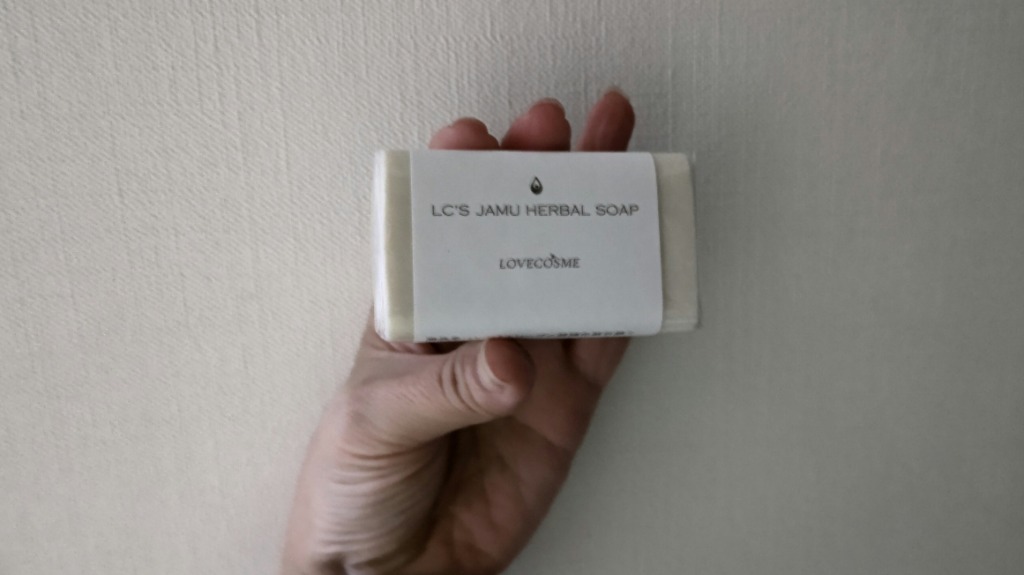 LC'S JAMU HERBAL SOAP
LOVECOSME